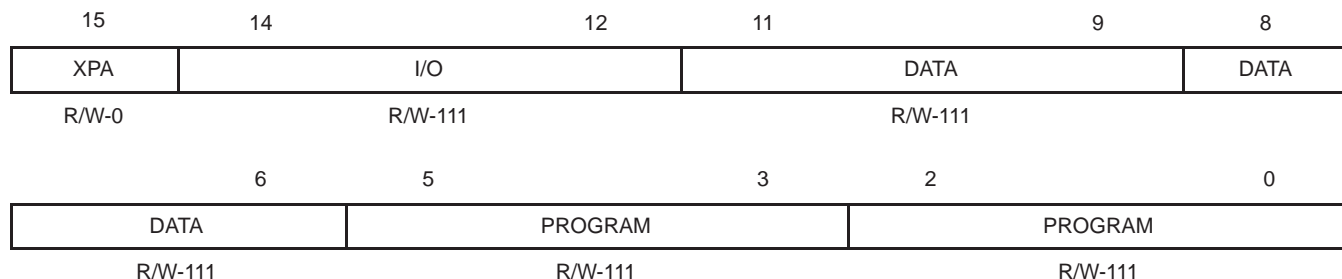 15 14 12 11 9 8
XPA I/O DATA DATA
R/W-0 R/W-111 R/W-111
6 5 3 2 0
DATA PROGRAM PROGRAM
R/W-111 R/W-111 R/W-111